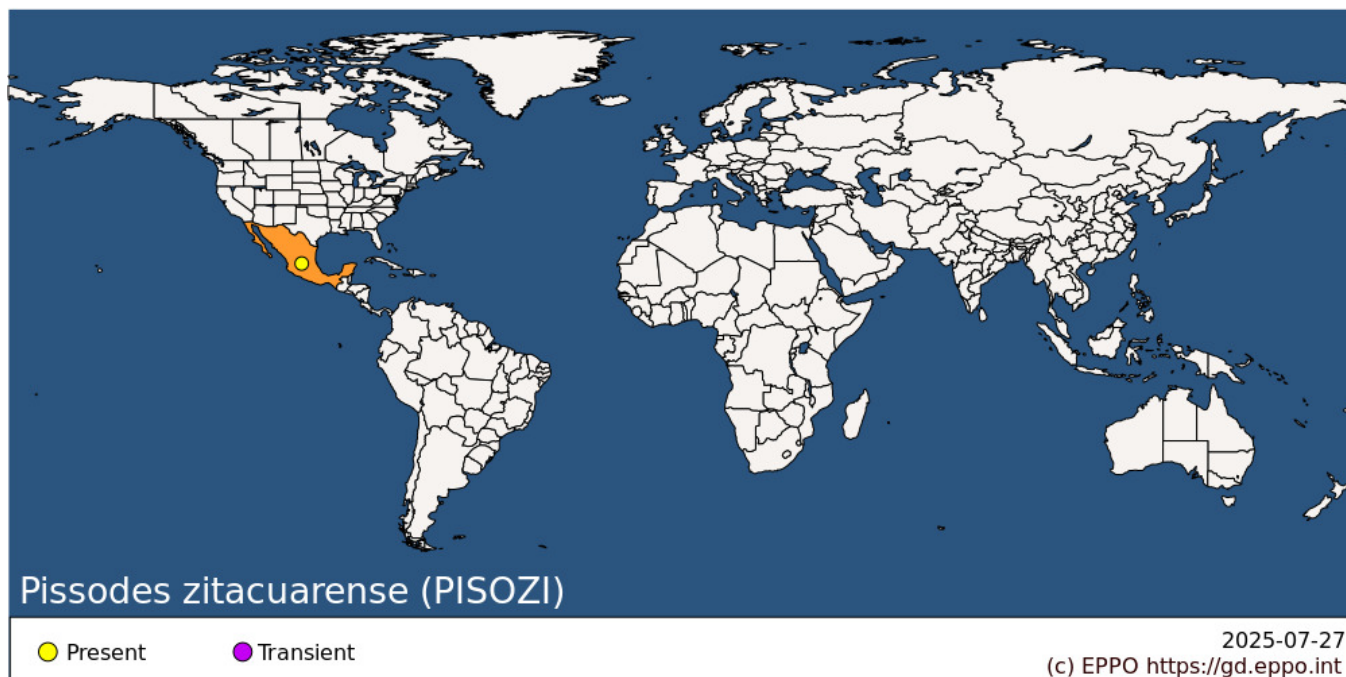 Pissodes zitacuarense (PISOZI)
Present
Transient
2025-07-27
(c) EPPO https://gd.eppo.int